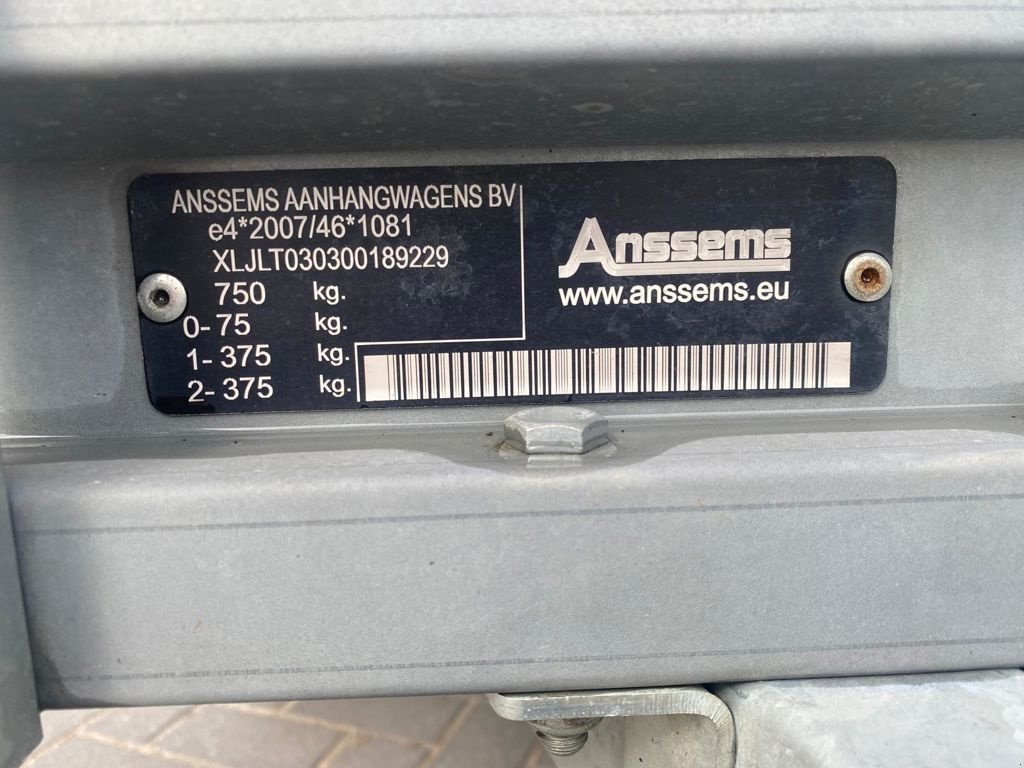 ANSSEMS AANHANGWAGENS BV
e4*2007/46*1081
XLJLT030300189229
750 kg.
0- 75 kg.
1- 375 kg.
2- 375 kg.
Anssems
www.anssems.eu